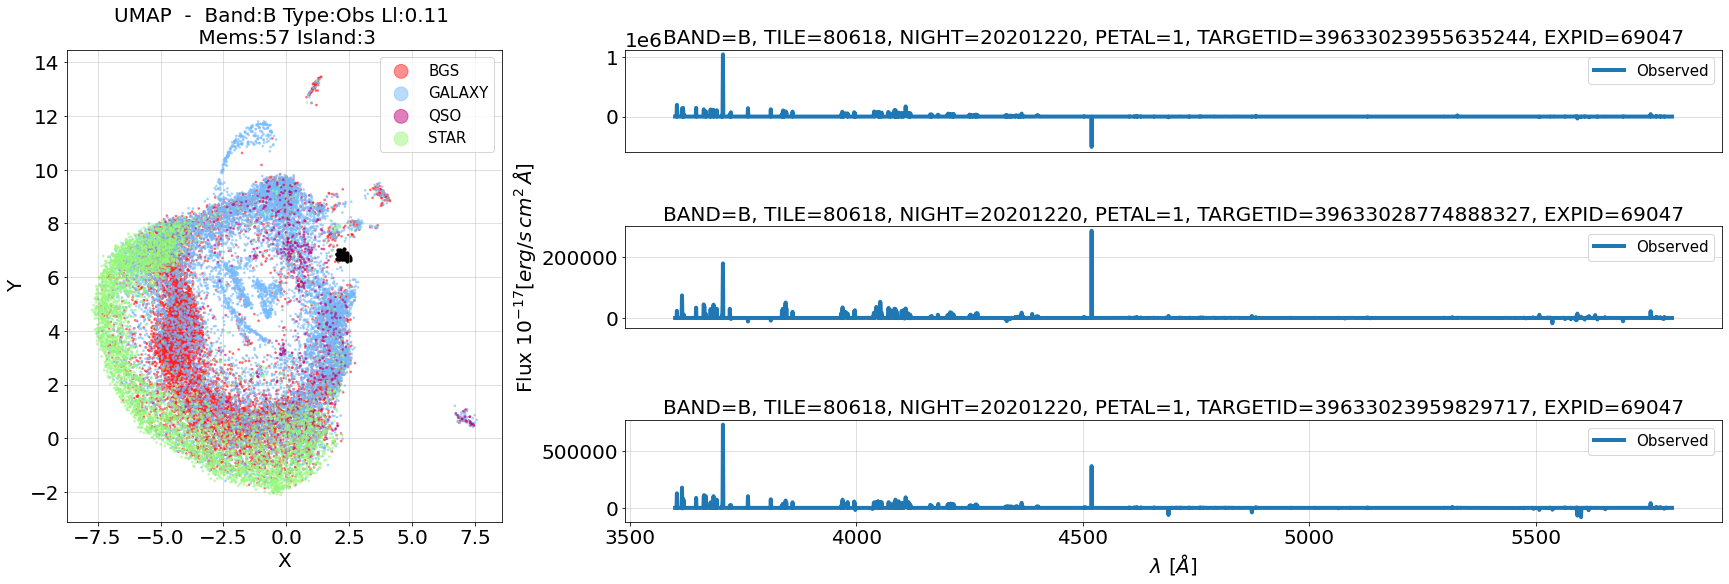 UMAP - Band:B Type:Obs Ll:0.11
Mems:57 Island:3
14
12
10
8
6
4
2
0
−2
Y
−7.5 −5.0 −2.5 0.0 2.5 5.0 7.5
X
BGS
GALAXY
QSO
STAR
Flux 10^{-17}[erg/s cm^2 Å]
1e6
BAND=B, TILE=80618, NIGHT=20201220, PETAL=1, TARGETID=39633023955635244, EXPID=69047
1
0
Observed
BAND=B, TILE=80618, NIGHT=20201220, PETAL=1, TARGETID=39633028774888327, EXPID=69047
200000
0
Observed
BAND=B, TILE=80618, NIGHT=20201220, PETAL=1, TARGETID=39633023959829717, EXPID=69047
500000
0
Observed
3500 4000 4500 5000 5500
λ [Å]